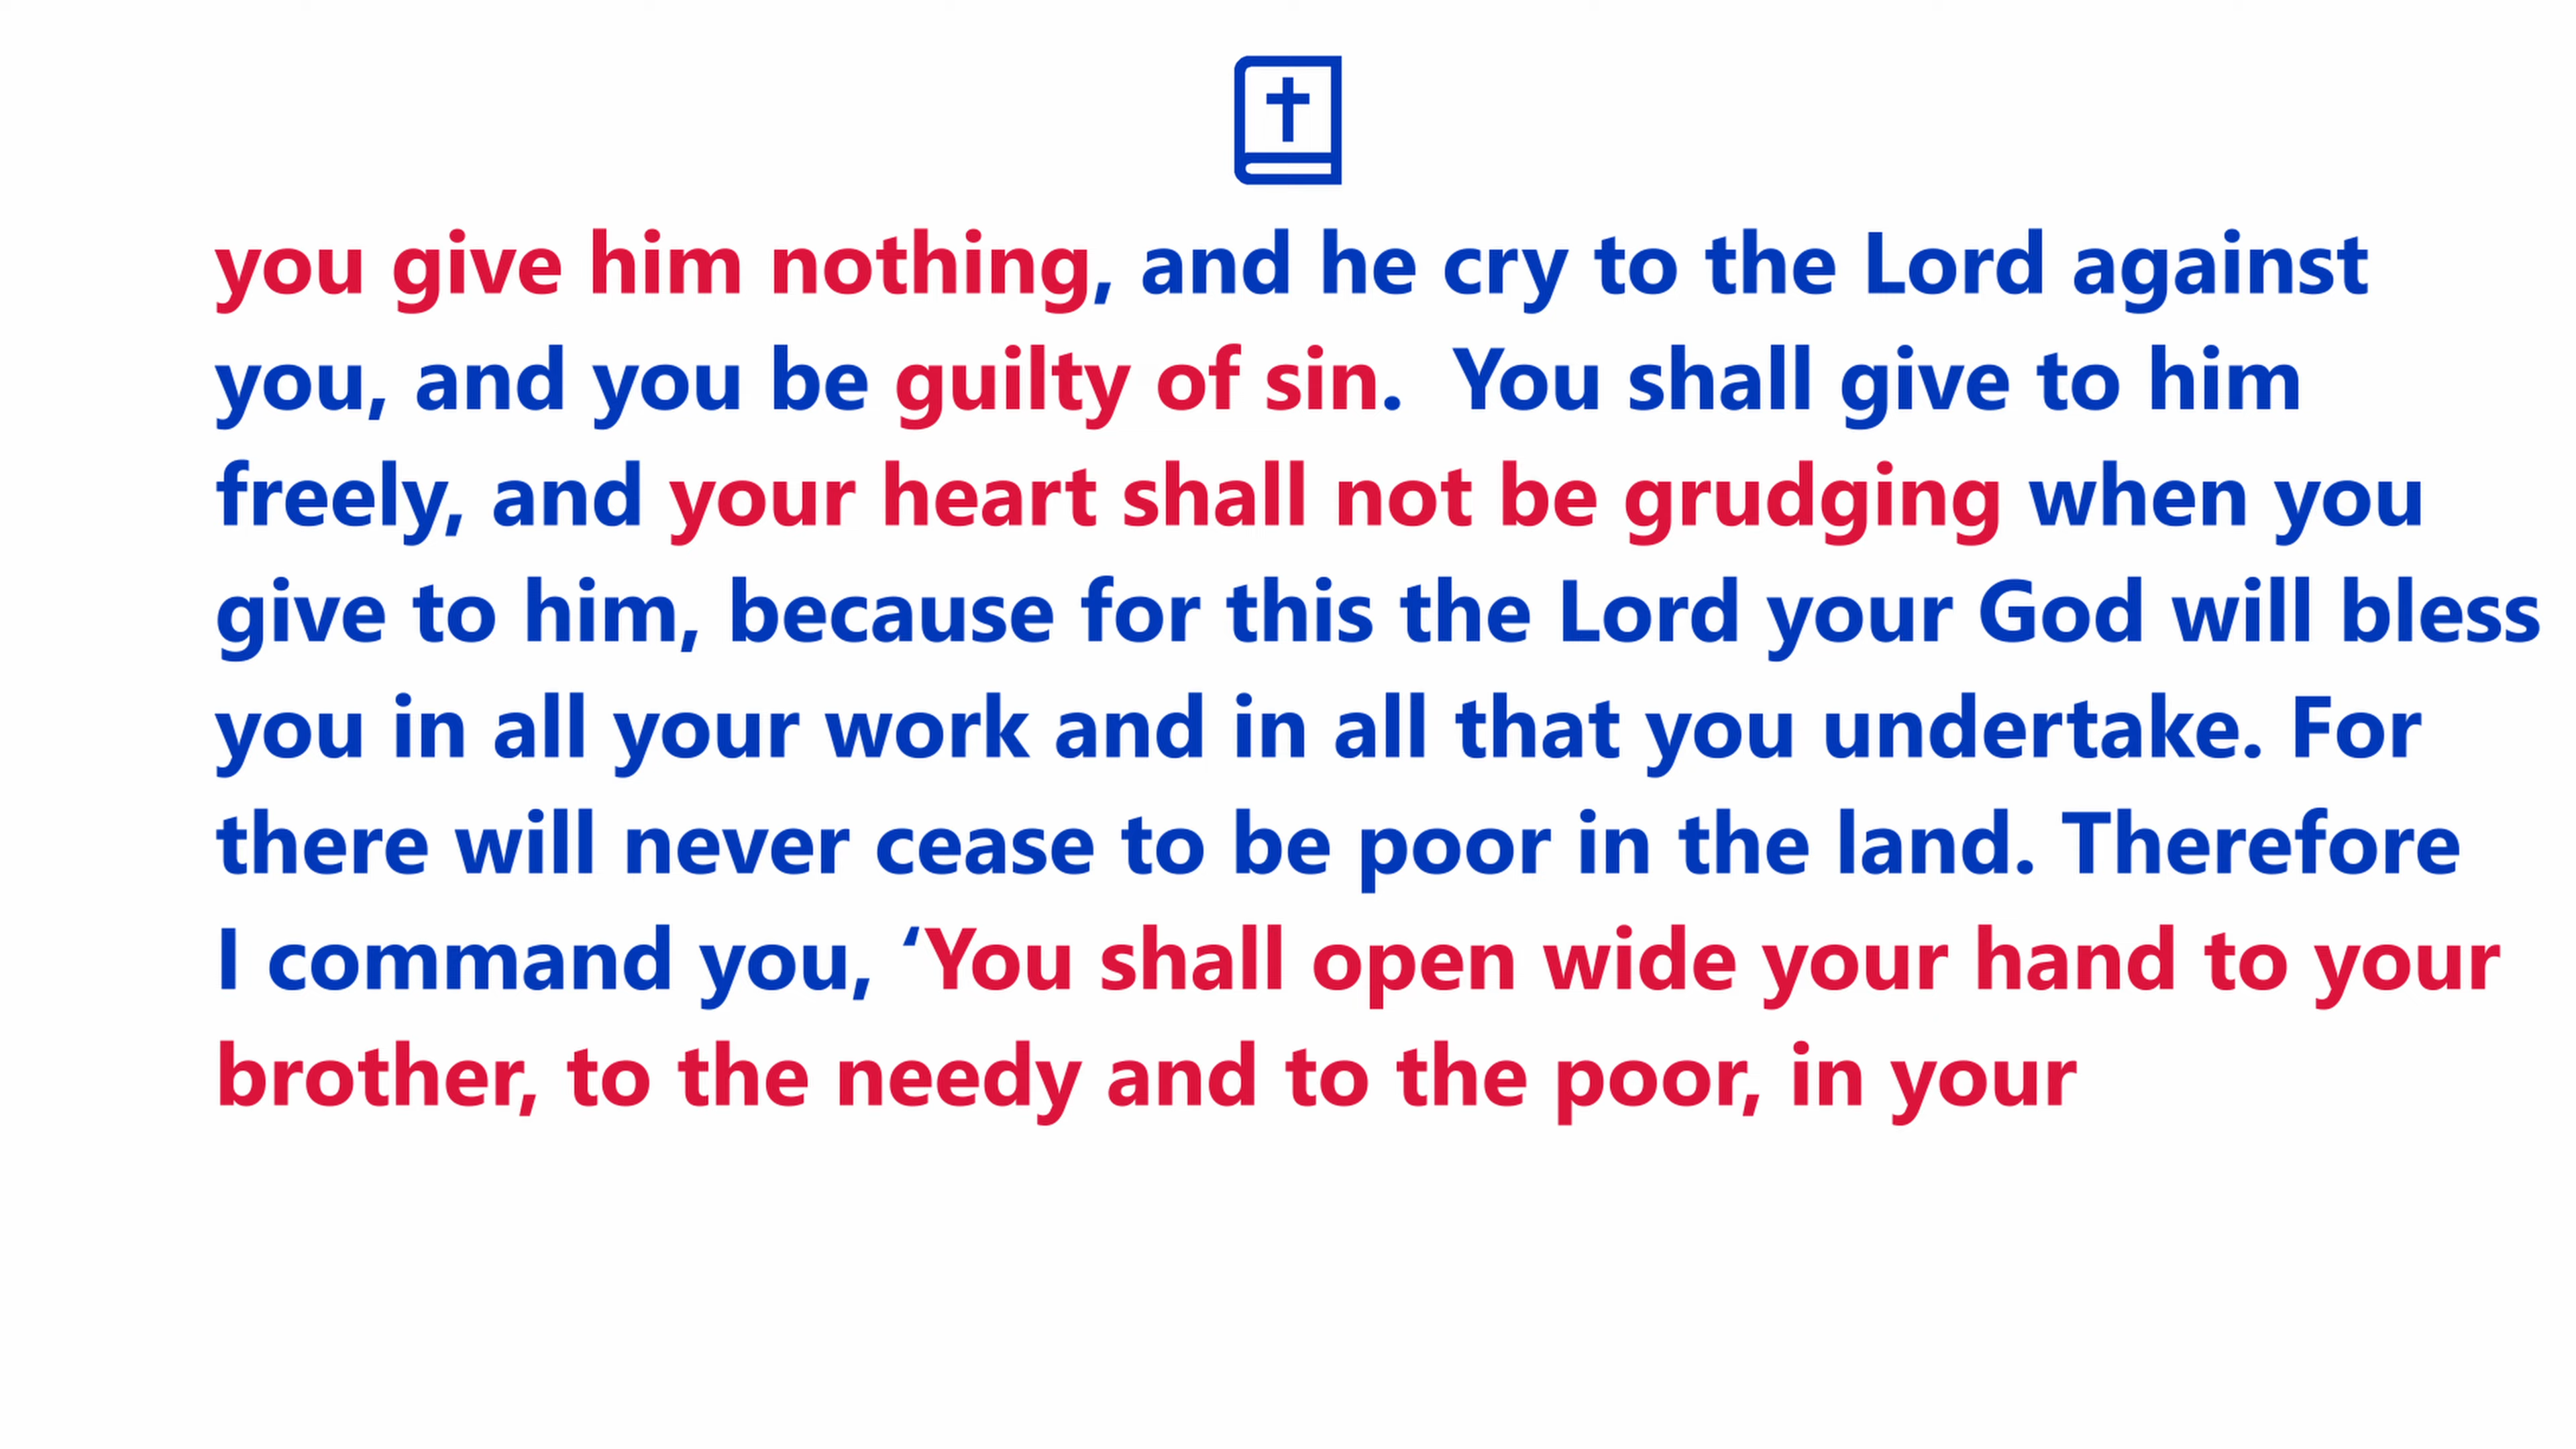 you give him nothing, and he cry to the Lord against
you, and you be guilty of sin.  You shall give to him
freely, and your heart shall not be grudging when you
give to him, because for this the Lord your God will bless
you in all your work and in all that you undertake. For
there will never cease to be poor in the land. Therefore
I command you, ‘You shall open wide your hand to your
brother, to the needy and to the poor, in your